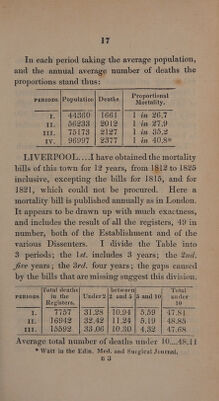 17
In each period taking the average population,
and the annual average number of deaths the
proportions stand thus:
PERIODS Population Deaths Proportional Mortality.
I. 44360 1661 1 in 26.7
II. 56233 2012 1 in 27.9
III. 75173 2127 1 in 35.2
IV. 96997 2377 1 in 40.8*
LIVERPOOL....I have obtained the mortality
bills of this town for 12 years, from 1812 to 1825
inclusive, excepting the bills for 1815, and for
1821, which could not be procured. Here a
mortality bill is published annually as in London.
It appears to be drawn up with much exactness,
and includes the result of all the registers, 49 in
number, both of the Establishment and of the
various Dissenters. I divide the Table into
3 periods; the 1st. includes 3 years; the 2nd.
five years; the 3rd. four years; the gaps caused
by the bills that are missing suggest this division.
PERIODS Total deaths in the Registers. Under 2 between 2 and 5 5 and 10 Total under 10
I. 7757 31.28 10.94 5.59 47.81
II. 16942 32.42 11.24 5.19 48.85
III. 15592 33.06 10.30 4.32 47.68
Average total number of deaths under 10...48.11
* Watt in the Edin. Med. and Surgical Journal.
B 3